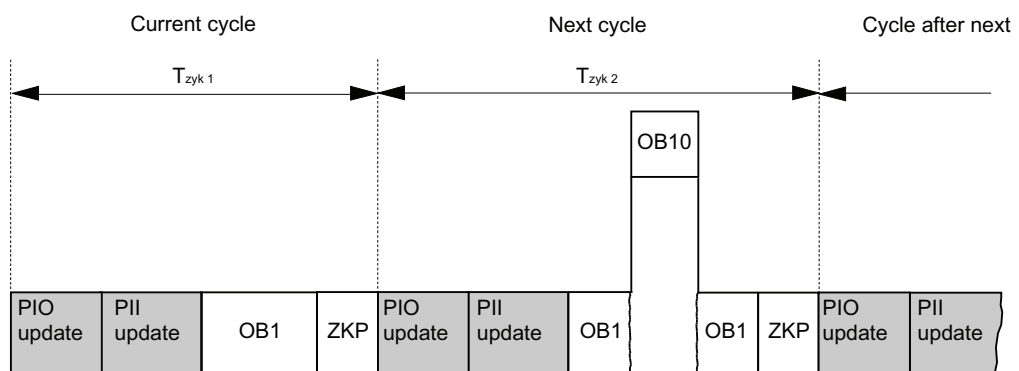 Current cycle
Next cycle
Cycle after next
Tzyk 1
Tzyk 2
OB10
PIO
update
PII
update
OB1
ZKP
PIO
update
PII
update
OB1
OB1
ZKP
PIO
update
PII
update